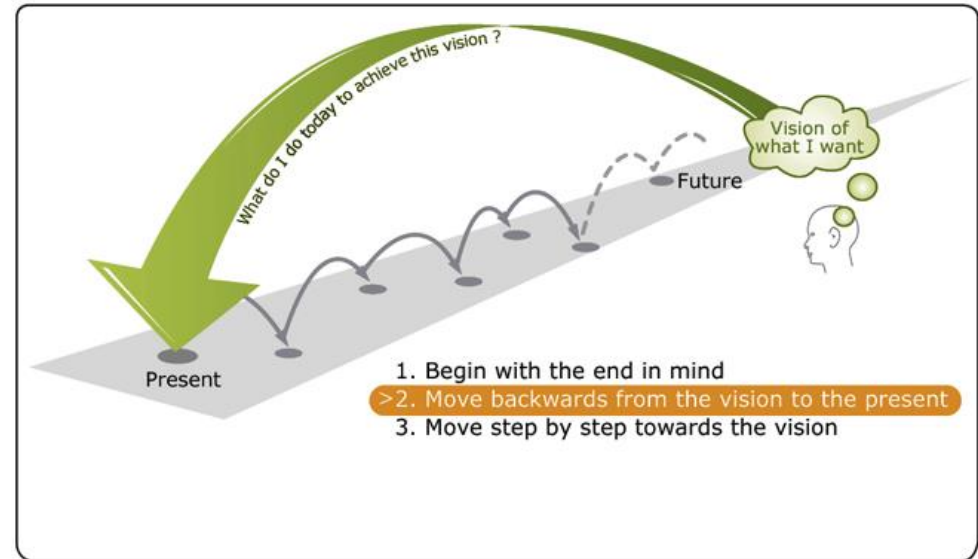 What do I do today to achieve this vision ?
Vision of
what I want
Future
Present
1. Begin with the end in mind
>2. Move backwards from the vision to the present
3. Move step by step towards the vision